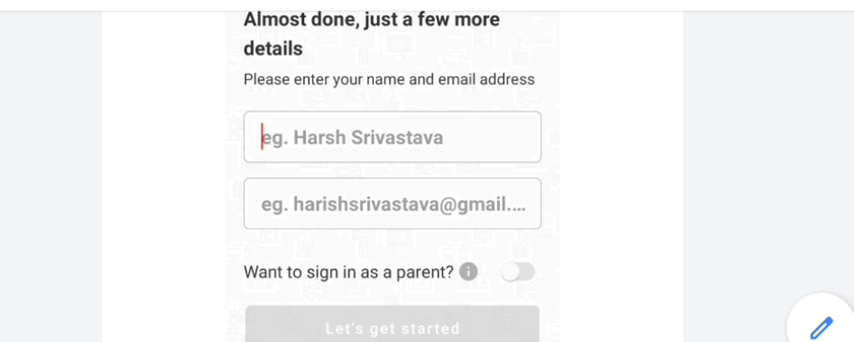 Almost done, just a few more
details
Please enter your name and email address
eg. Harsh Srivastava
eg. harishsrivastava@gmail....
Want to sign in as a parent? i
Let's get started